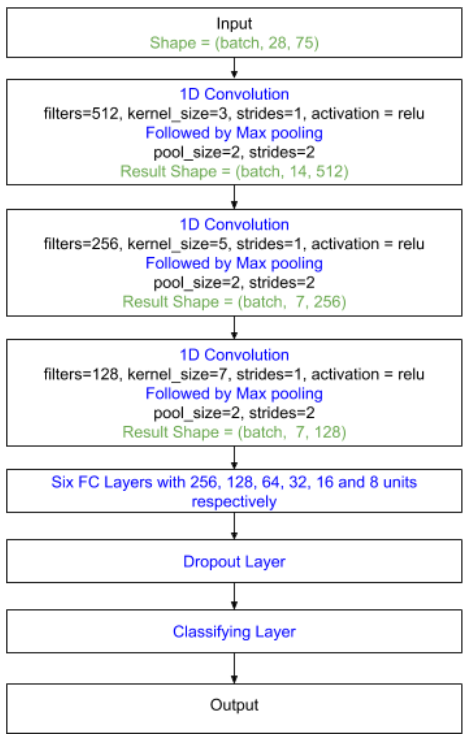 Input
Shape = (batch, 28, 75)
1D Convolution
filters=512, kernel_size=3, strides=1, activation = relu
Followed by Max pooling
pool_size=2, strides=2
Result Shape = (batch, 14, 512)
1D Convolution
filters=256, kernel_size=5, strides=1, activation = relu
Followed by Max pooling
pool_size=2, strides=2
Result Shape = (batch,  7, 256)
1D Convolution
filters=128, kernel_size=7, strides=1, activation = relu
Followed by Max pooling
pool_size=2, strides=2
Result Shape = (batch,  7, 128)
Six FC Layers with 256, 128, 64, 32, 16 and 8 units
respectively
Dropout Layer
Classifying Layer
Output